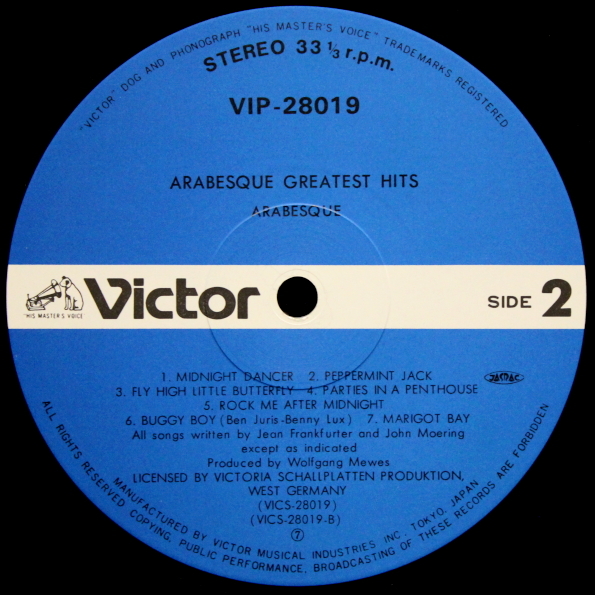 "VICTOR" DOG AND PHONOGRAPH "HIS MASTER'S VOICE" TRADEMARKS REGISTERED
STEREO 33 1/3 r.p.m.
VIP-28019
ARABESQUE GREATEST HITS
ARABESQUE
"HIS MASTER'S VOICE"
Victor
SIDE 2
1. MIDNIGHT DANCER 2. PEPPERMINT JACK
JASRAC
3. FLY HIGH LITTLE BUTTERFLY 4. PARTIES IN A PENTHOUSE
5. ROCK ME AFTER MIDNIGHT
6. BUGGY BOY (Ben Juris-Benny Lux) 7. MARIGOT BAY
All songs written by Jean Frankfurter and John Moering
except as indicated
Produced by Wolfgang Mewes
LICENSED BY VICTORIA SCHALLPLATTEN PRODUKTION,
WEST GERMANY
(VICS-28019)
(VICS-28019-B)
⑦
MANUFACTURED BY VICTOR MUSICAL INDUSTRIES INC. TOKYO, JAPAN
ALL RIGHTS RESERVED COPYING, PUBLIC PERFORMANCE, BROADCASTING OF THESE RECORDS ARE FORBIDDEN